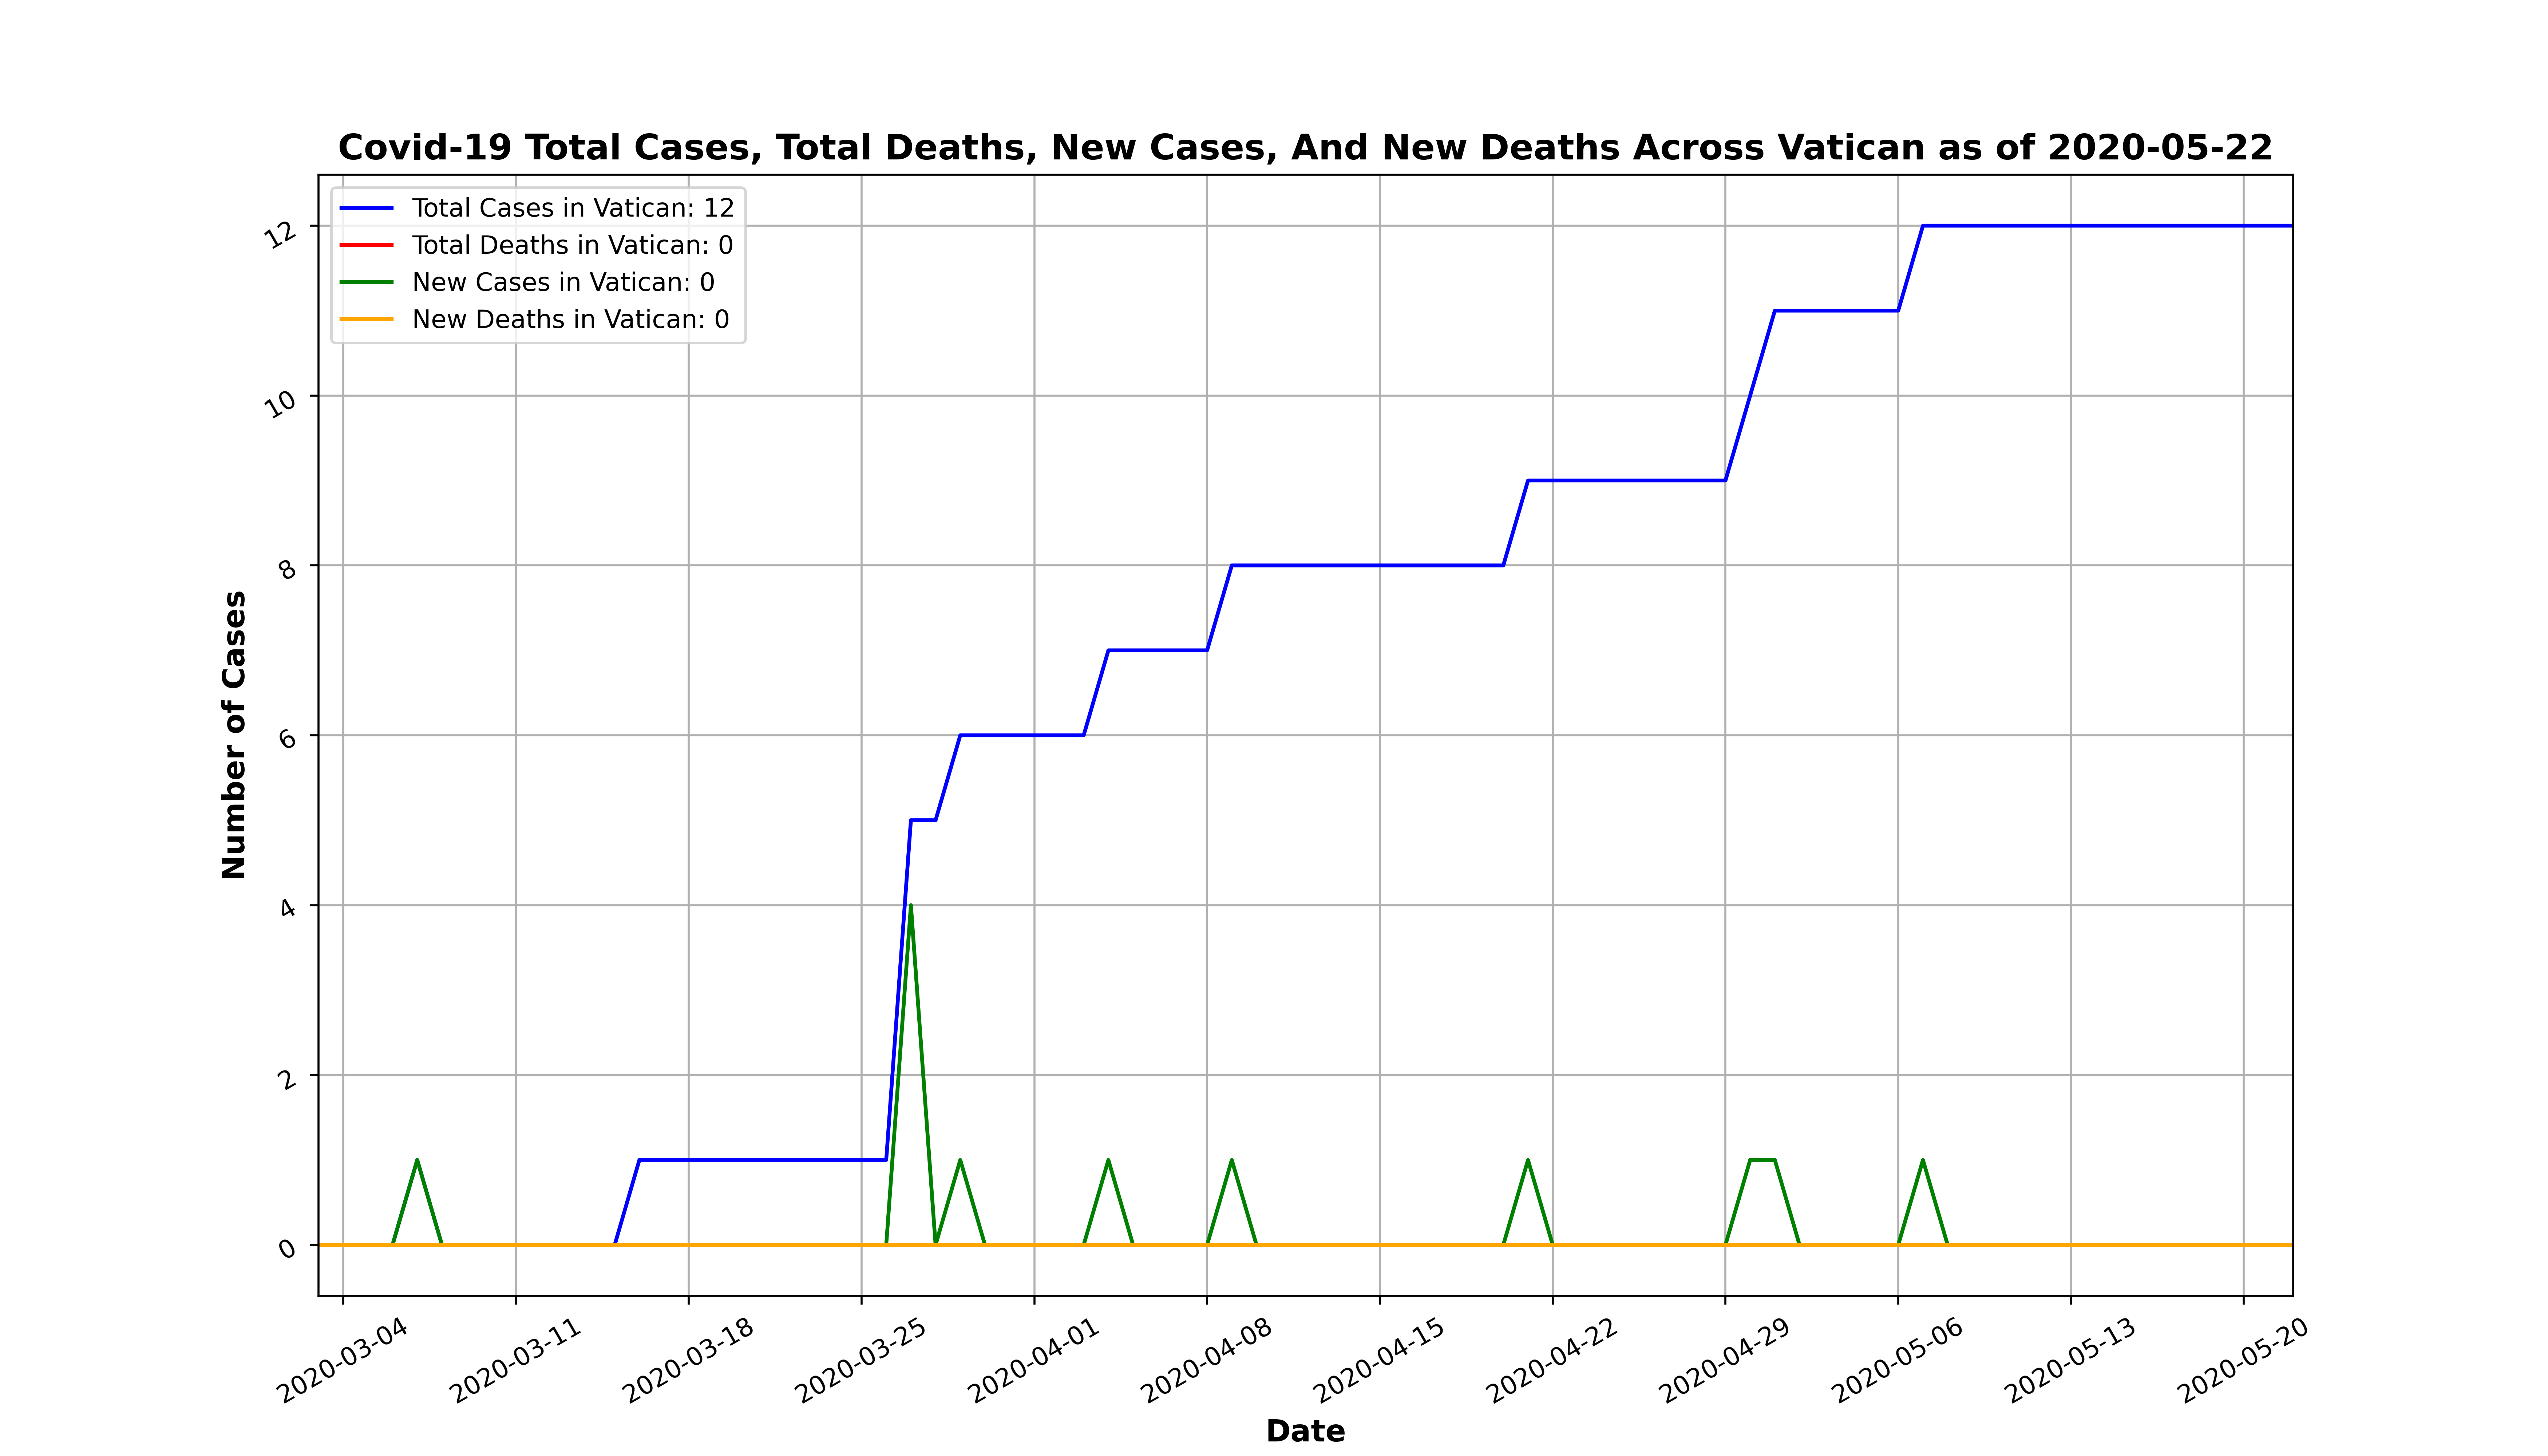 Covid-19 Total Cases, Total Deaths, New Cases, And New Deaths Across Vatican as of 2020-05-22
Total Cases in Vatican: 12
Total Deaths in Vatican: 0
New Cases in Vatican: 0
New Deaths in Vatican: 0
Number of Cases
12
10
8
6
4
2
0
2020-03-04
2020-03-11
2020-03-18
2020-03-25
2020-04-01
2020-04-08
2020-04-15
2020-04-22
2020-04-29
2020-05-06
2020-05-13
2020-05-20
Date